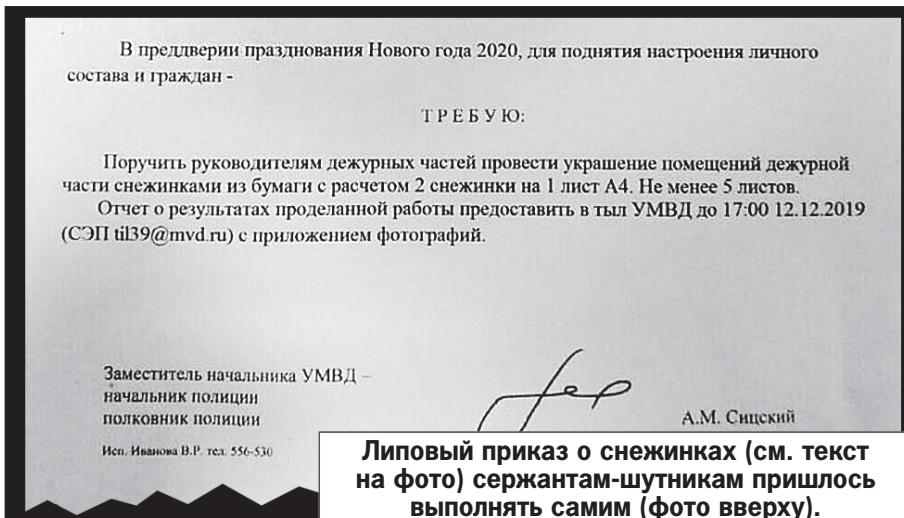 В преддверии празднования Нового года 2020, для поднятия настроения личного
состава и граждан -
ТРЕБУЮ:
Поручить руководителям дежурных частей провести украшение помещений дежурной
части снежинками из бумаги с расчетом 2 снежинки на 1 лист А4. Не менее 5 листов.
Отчет о результатах проделанной работы предоставить в тыл УМВД до 17:00 12.12.2019
(СЭП til39@mvd.ru) с приложением фотографий.
Заместитель начальника УМВД –
начальник полиции
полковник полиции
А.М. Сицский
Исп. Иванова В.Р. тел. 556-530
Липовый приказ о снежинках (см. текст
на фото) сержантам-шутникам пришлось
выполнять самим (фото вверху).